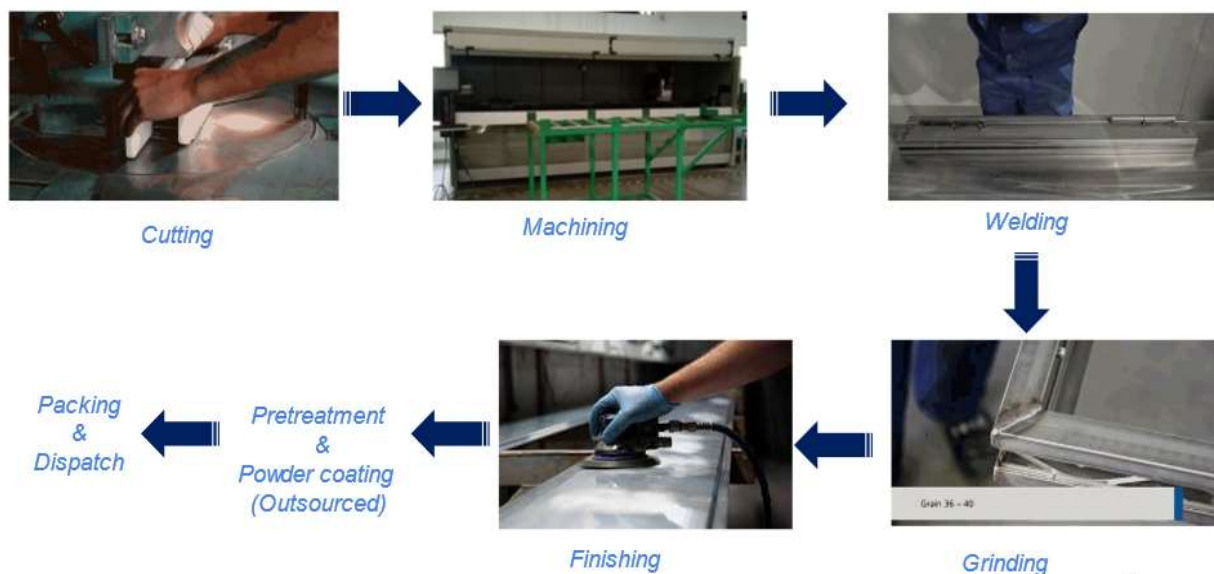 Cutting
Machining
Welding
Grain 36 – 40
Grinding
Finishing
Pretreatment
&
Powder coating
(Outsourced)
Packing
&
Dispatch